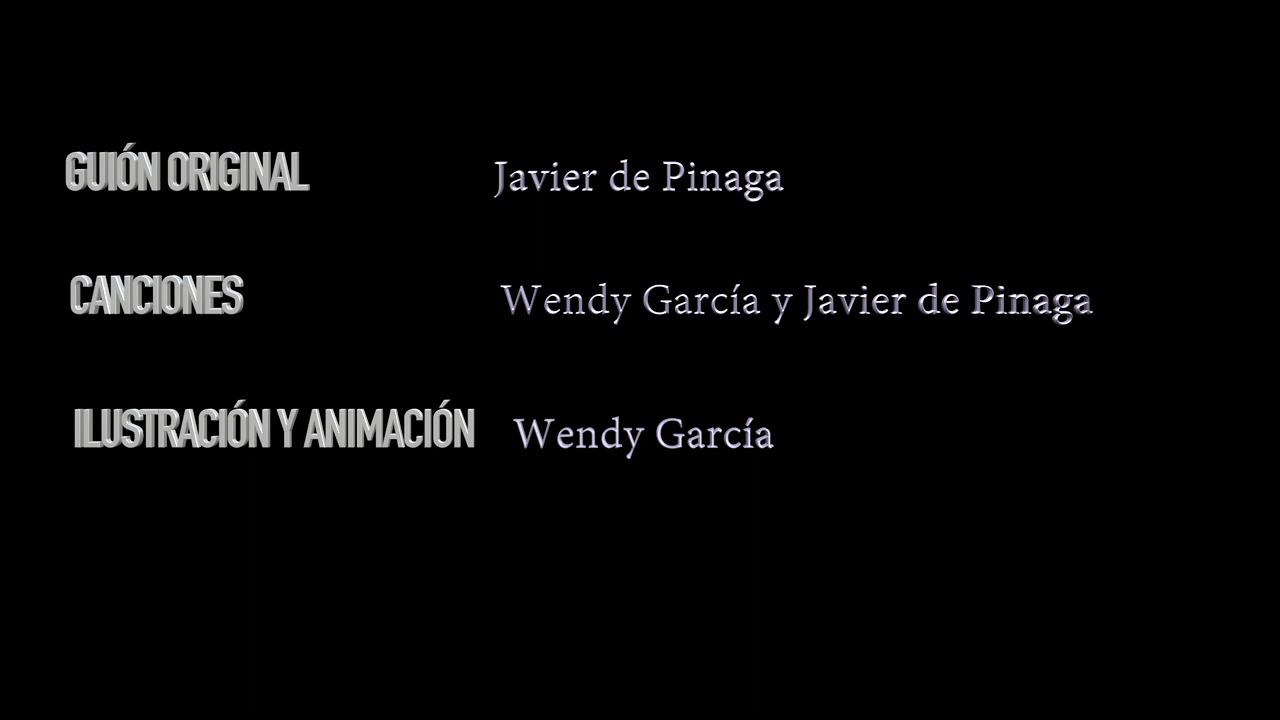 GUIÓN ORIGINAL Javier de Pinaga
CANCIONES Wendy García y Javier de Pinaga
ILUSTRACIÓN Y ANIMACIÓN Wendy García